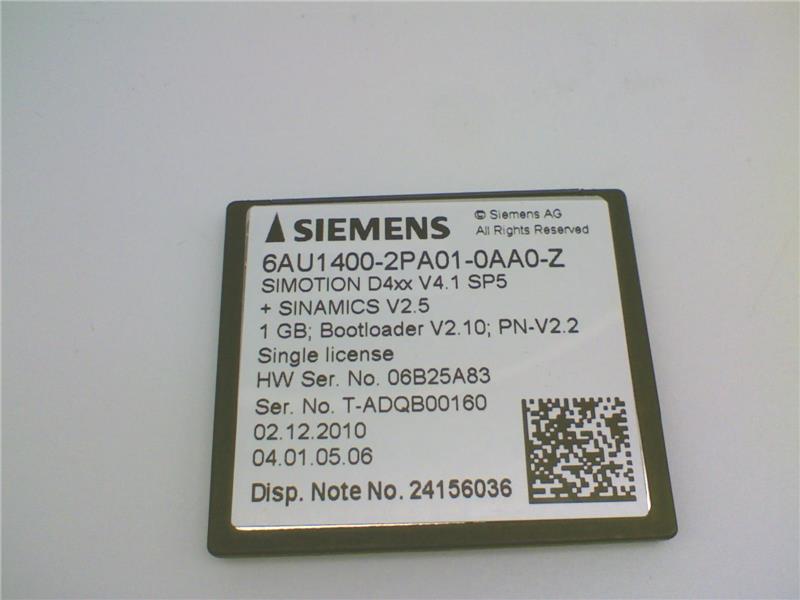 SIEMENS
© Siemens AG
All Rights Reserved
6AU1400-2PA01-0AA0-Z
SIMOTION D4xx V4.1 SP5
+ SINAMICS V2.5
1 GB; Bootloader V2.10; PN-V2.2
Single license
HW Ser. No. 06B25A83
Ser. No. T-ADQB00160
02.12.2010
04.01.05.06
Disp. Note No. 24156036